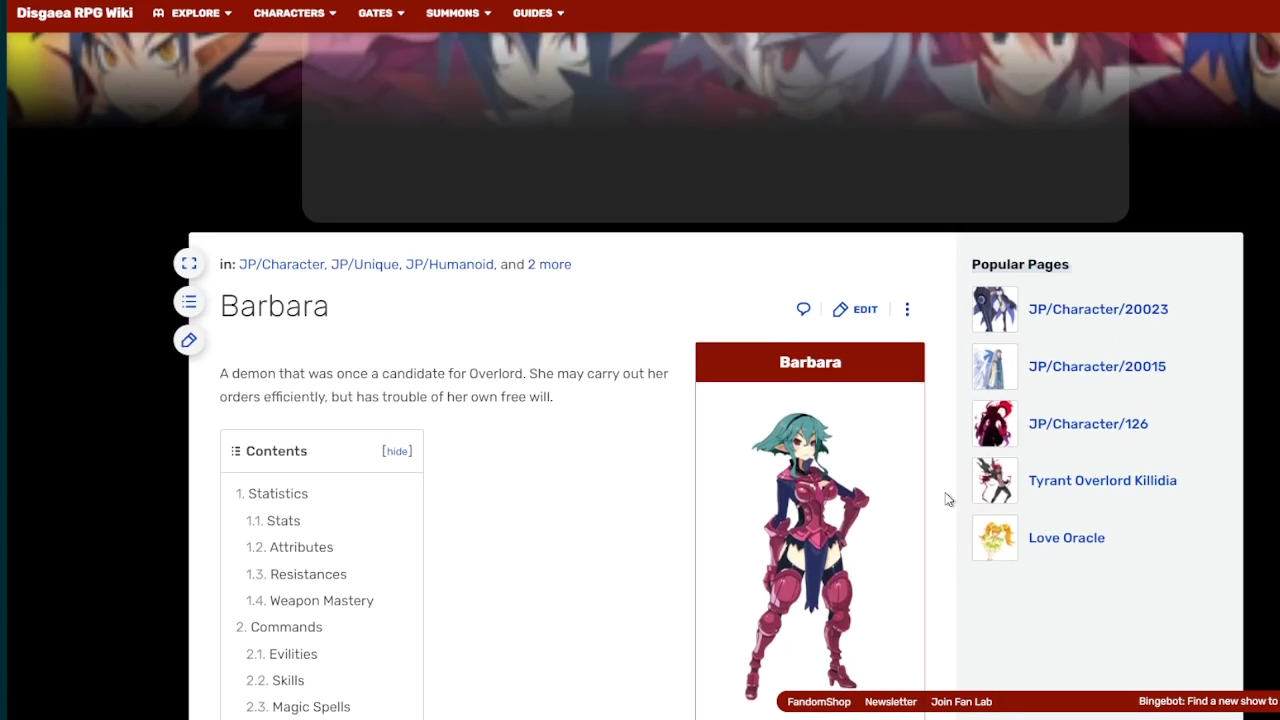 Disgaea RPG Wiki EXPLORE CHARACTERS GATES SUMMONS GUIDES
in: JP/Character, JP/Unique, JP/Humanoid, and 2 more
Barbara
EDIT
A demon that was once a candidate for Overlord. She may carry out her
orders efficiently, but has trouble of her own free will.
Contents [hide]
1. Statistics
1.1. Stats
1.2. Attributes
1.3. Resistances
1.4. Weapon Mastery
2. Commands
2.1. Evilities
2.2. Skills
2.3. Magic Spells
Barbara
Popular Pages
JP/Character/20023
JP/Character/20015
JP/Character/126
Tyrant Overlord Killidia
Love Oracle
FandomShop Newsletter Join Fan Lab Bingebot: Find a new show to